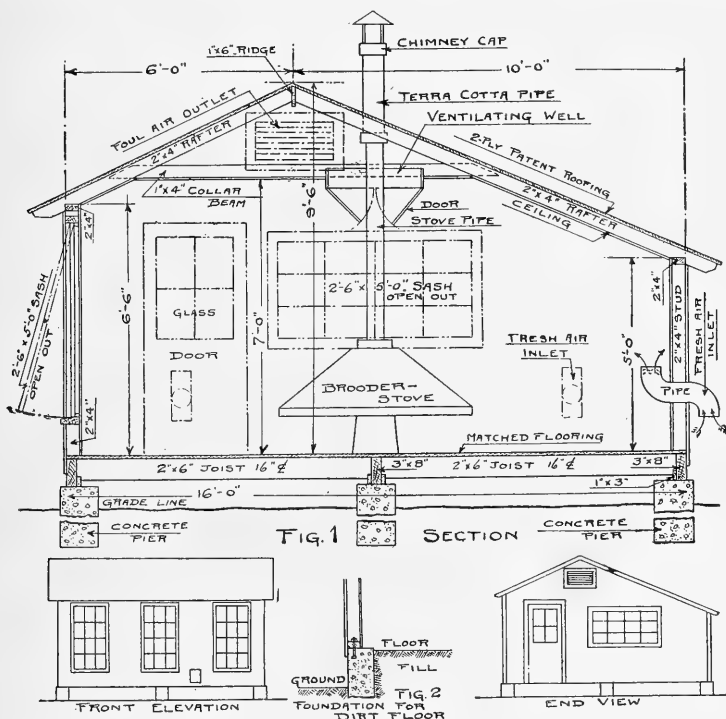 CHIMNEY CAP
1"x6" RIDGE
6'-0"
10'-0"
TERRA COTTA PIPE
VENTILATING WELL
FOUL AIR OUTLET
2"x4" RAFTER
2-PLY PATENT ROOFING
1"x4" COLLAR
BEAM
9'-6"
DOOR
STOVE PIPE
2"x4" RAFTER
CEILING
2"x4"
2"x4"
2'-6"x5'-0" SASH
OPEN OUT
6'-6"
GLASS
DOOR
7'-0"
2'-6"x5'-0" SASH
OPEN OUT
TRESH AIR
INLET
5'-0"
2"x4" STUD
FRESH AIR
INLET
PIPE
BROODER-
STOVE
2"x4"
MATCHED FLOORING
2"x6" JOIST 16"℄
3"x8"
2"x6" JOIST 16"℄
3"x8"
1"x3"
16'-0"
GRADE LINE
CONCRETE
PIER
FIG. 1
SECTION
CONCRETE
PIER
FLOOR
FILL
GROUND
FIG. 2
FOUNDATION FOR
DIRT FLOOR
FRONT ELEVATION
END VIEW